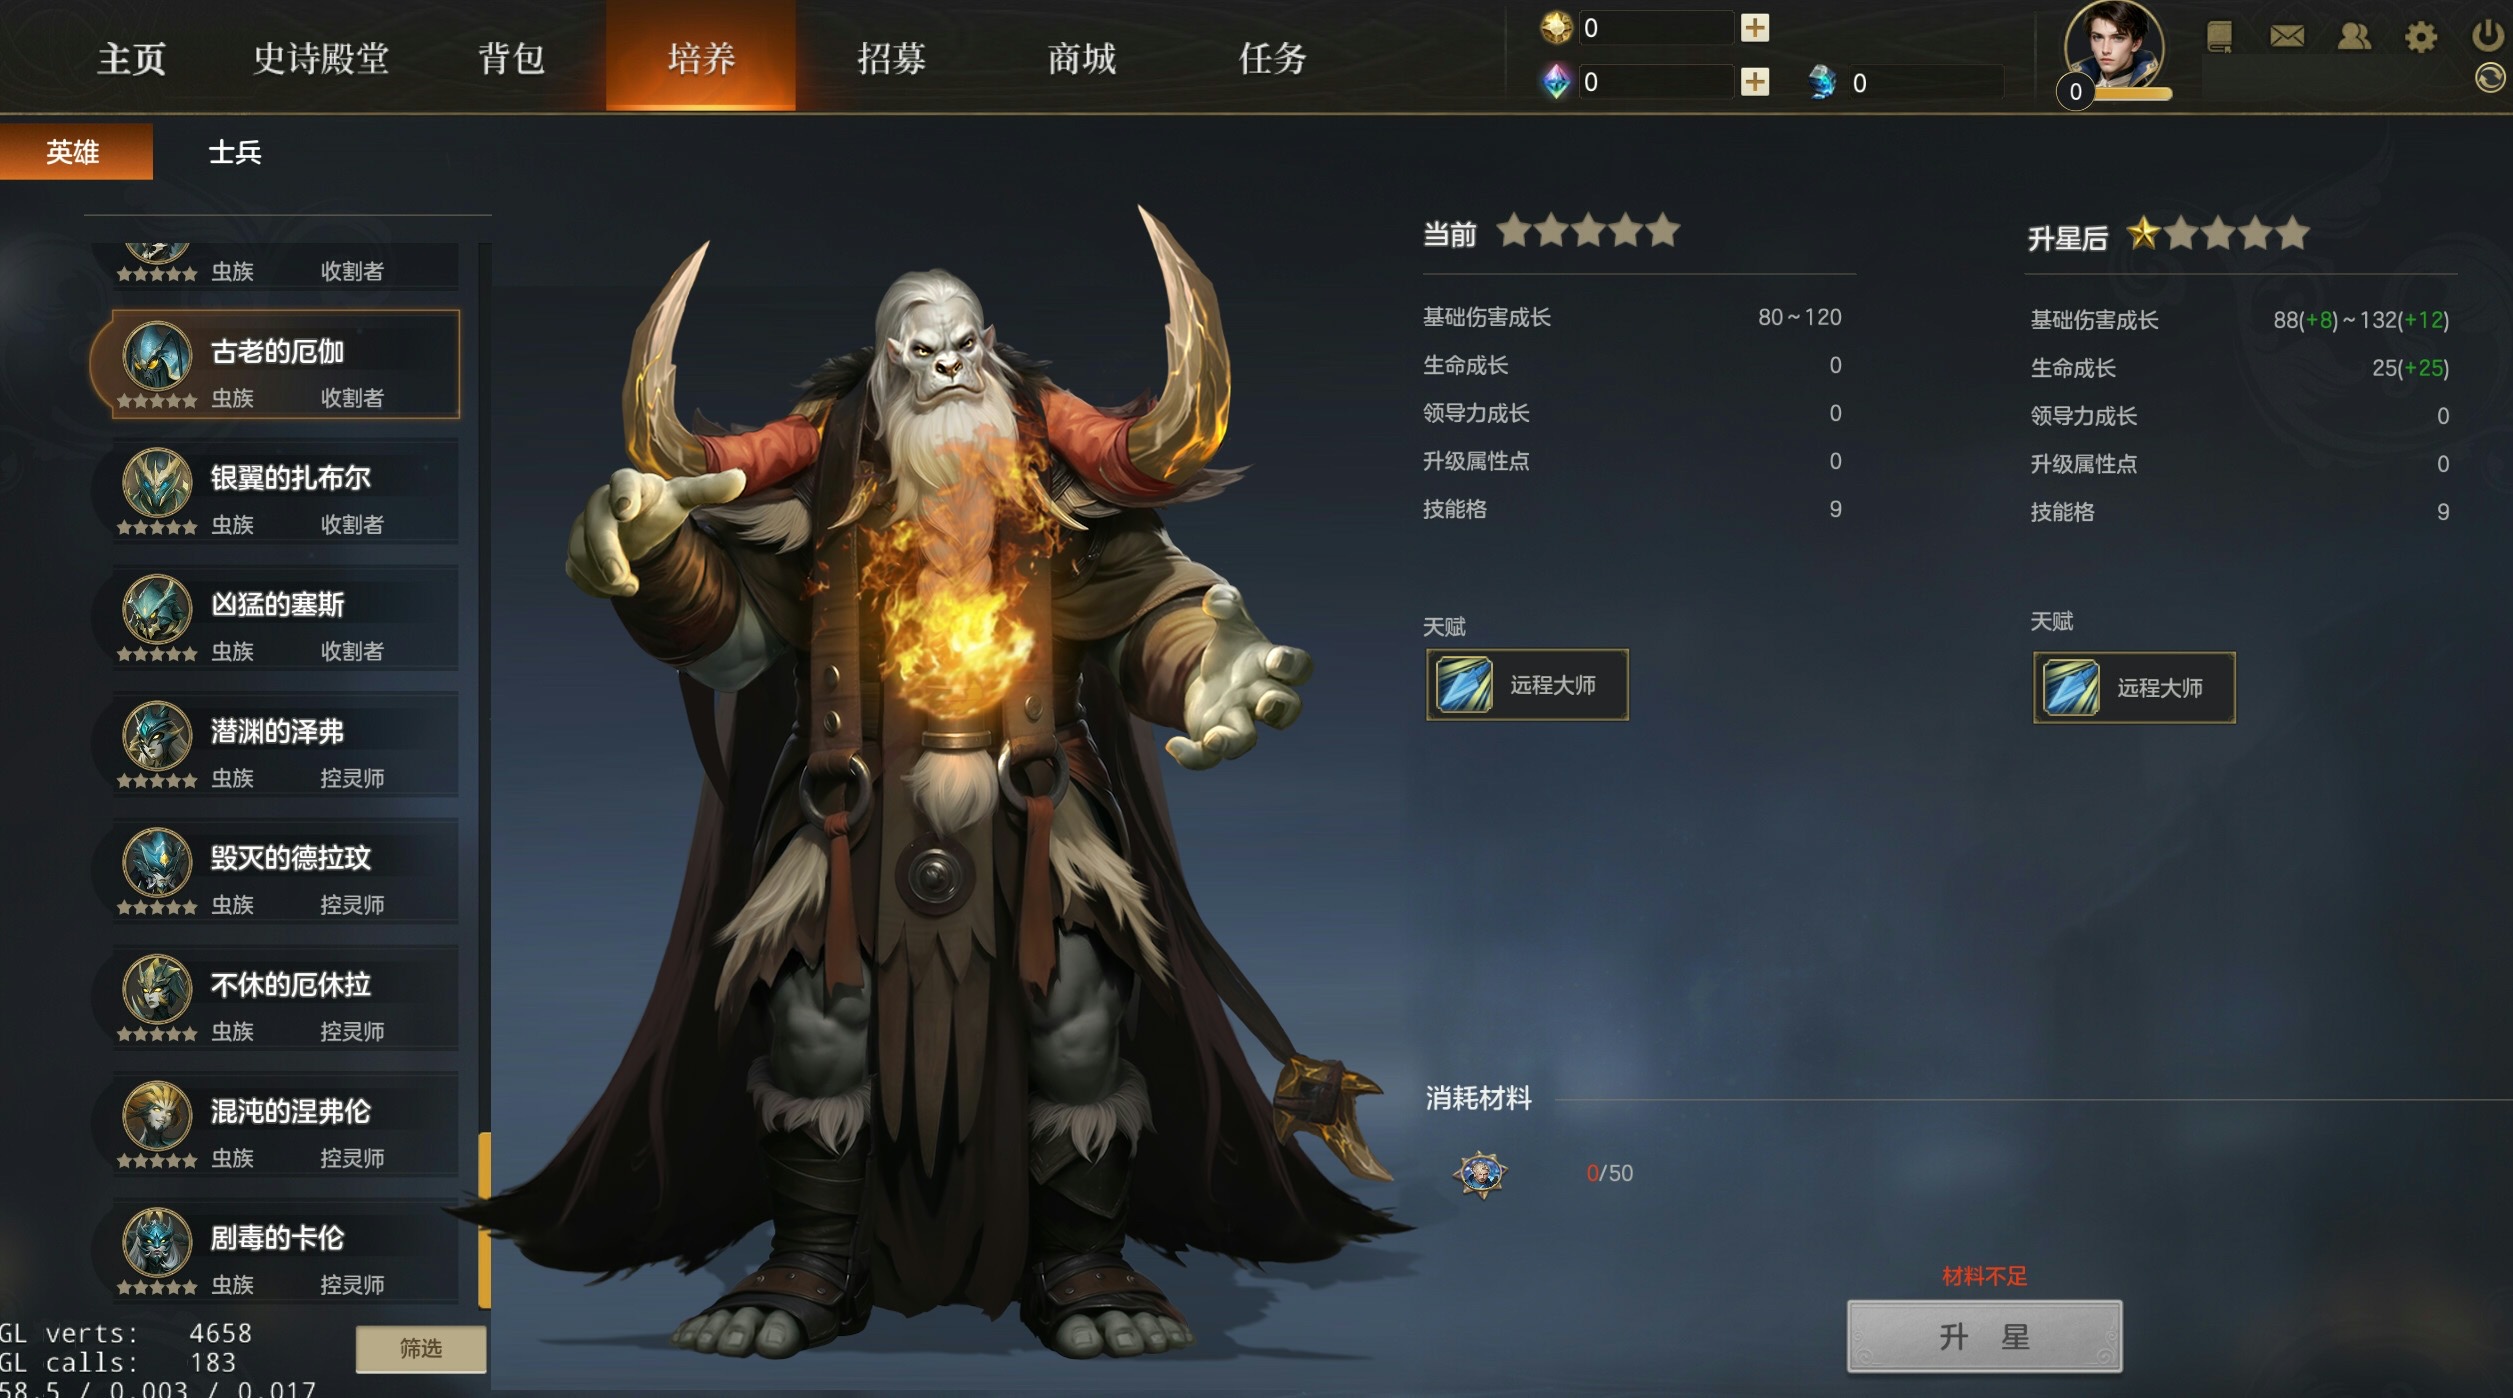 主页 史诗殿堂 背包 培养 招募 商城 任务
0
0 0
0
英雄 士兵
虫族 收割者
古老的厄伽
虫族 收割者
银翼的扎布尔
虫族 收割者
凶猛的塞斯
虫族 收割者
潜渊的泽弗
虫族 控灵师
毁灭的德拉玟
虫族 控灵师
不休的厄休拉
虫族 控灵师
混沌的涅弗伦
虫族 控灵师
剧毒的卡伦
虫族 控灵师
筛选
GL verts: 4658
GL calls: 183
58.5 / 0.003 / 0.017
当前
基础伤害成长 80~120
生命成长 0
领导力成长 0
升级属性点 0
技能格 9
天赋
远程大师
升星后
基础伤害成长 88(+8)~132(+12)
生命成长 25(+25)
领导力成长 0
升级属性点 0
技能格 9
天赋
远程大师
消耗材料
0/50
材料不足
升 星